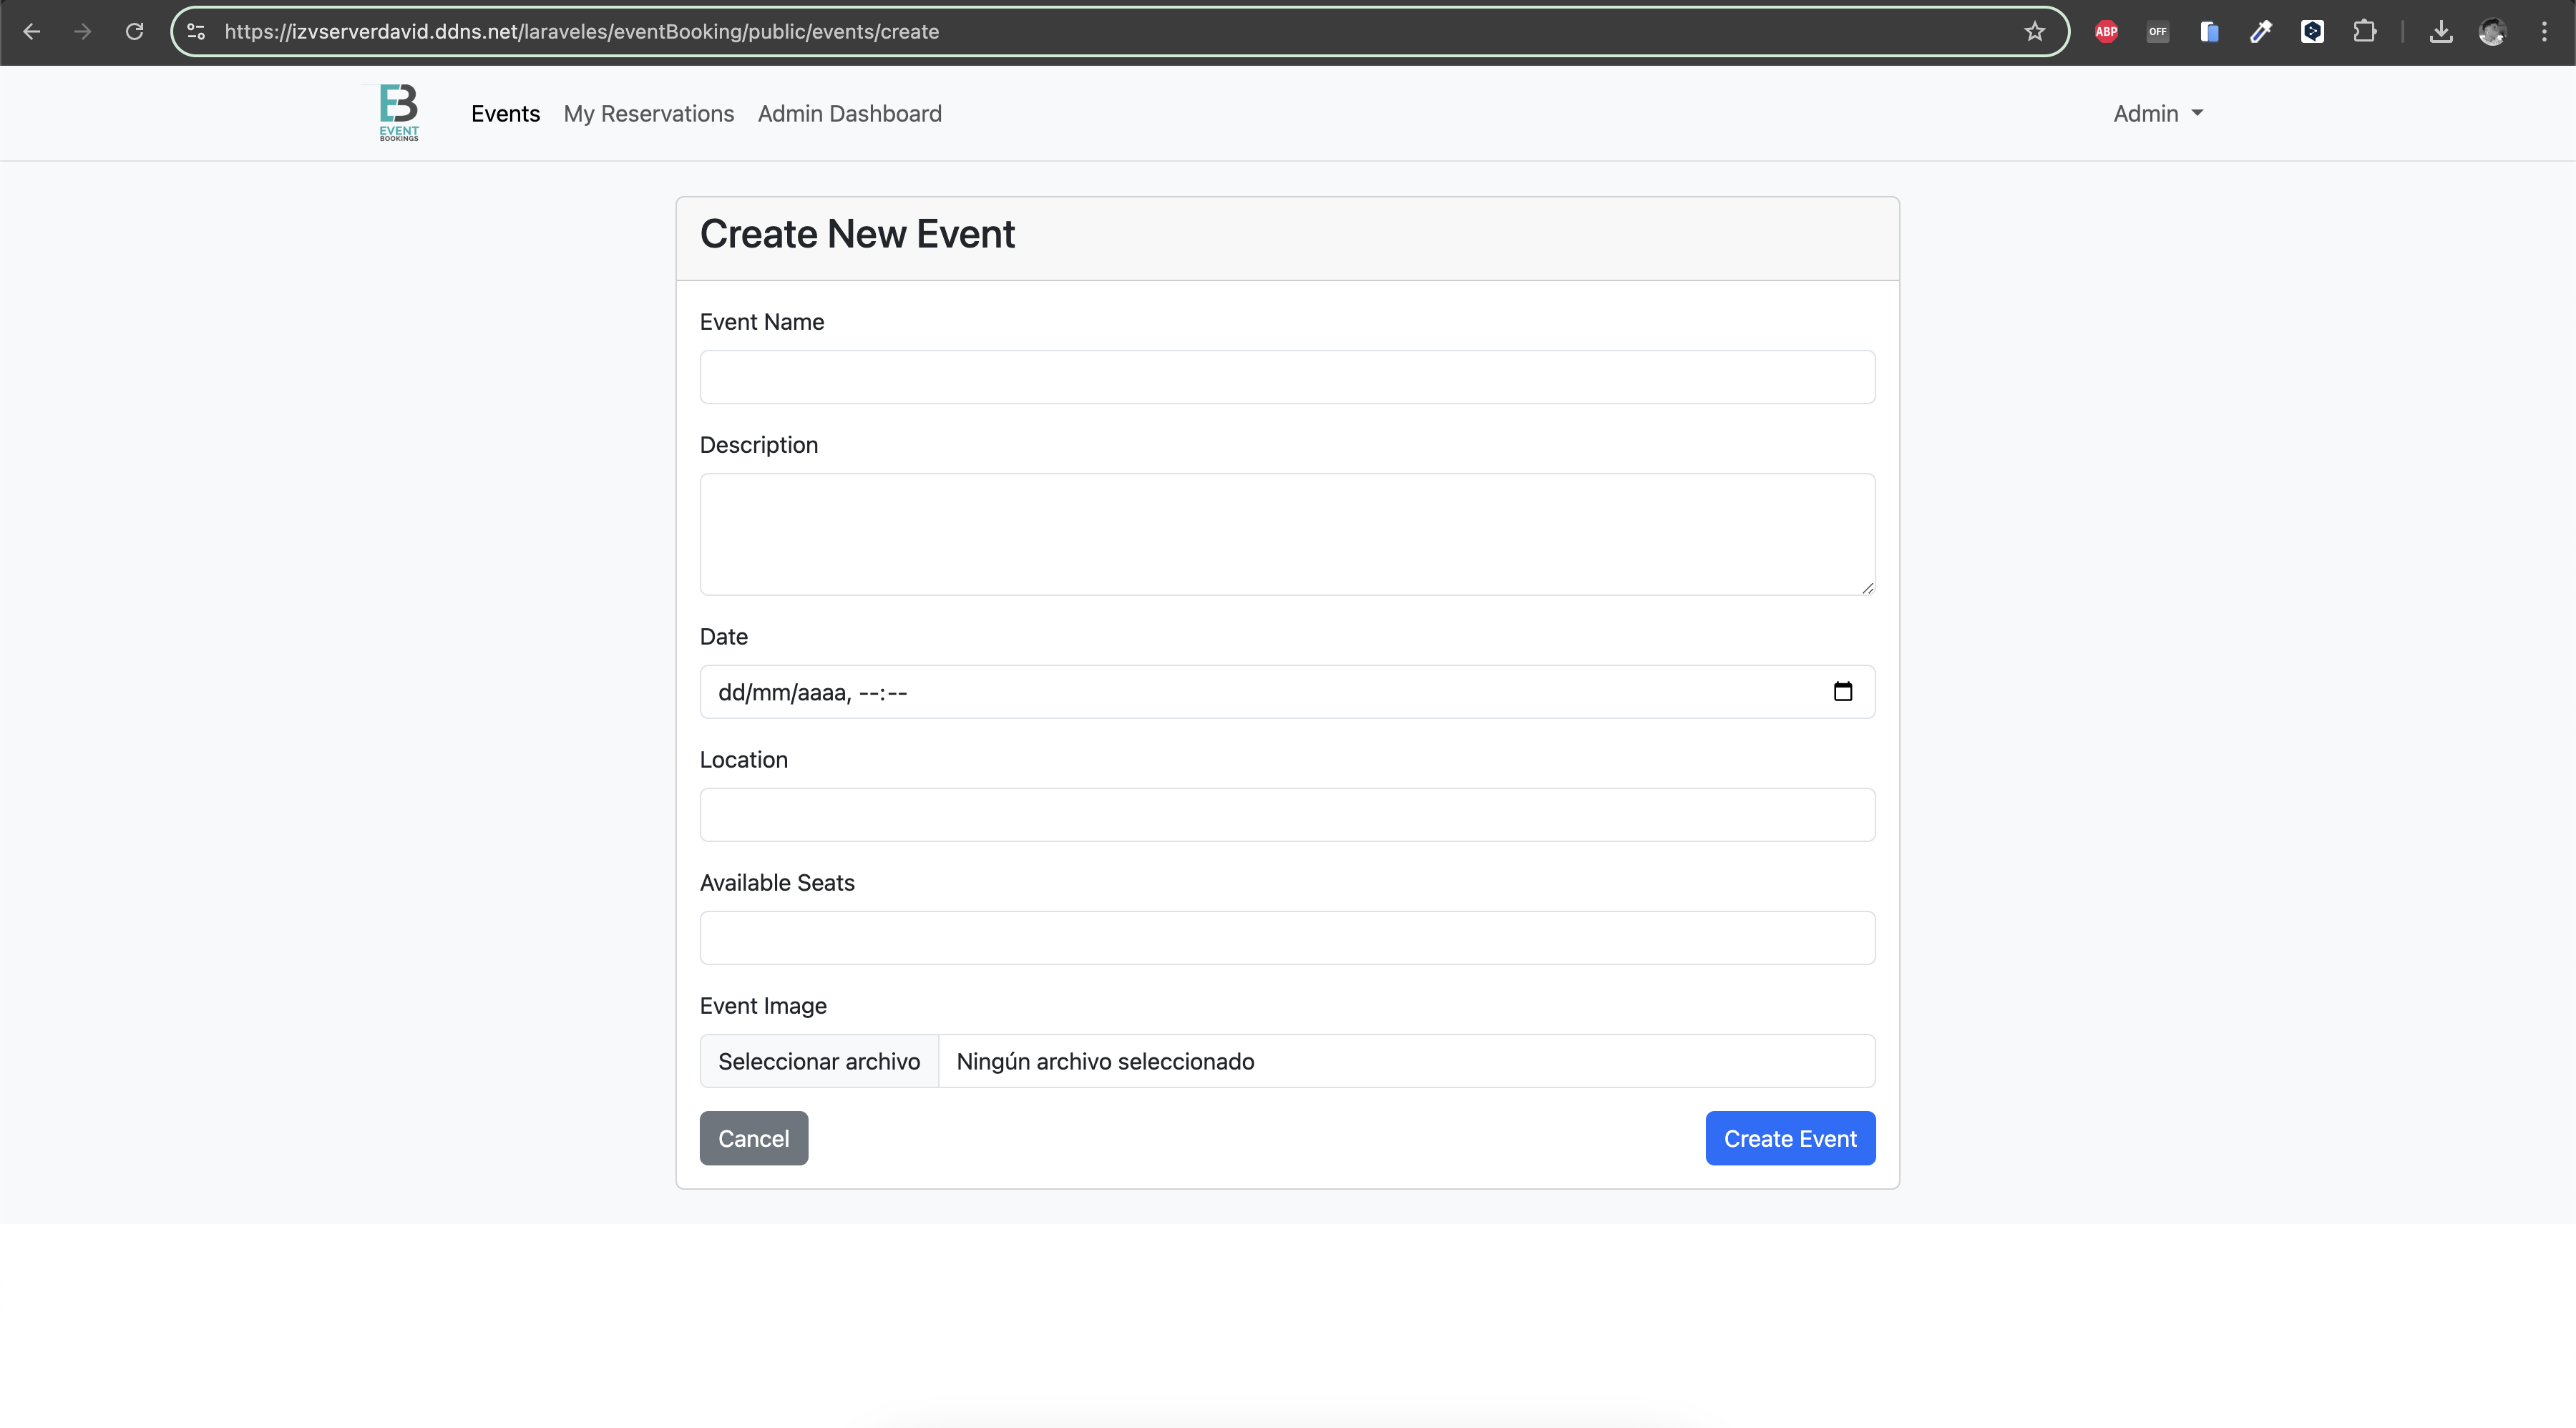 https://izvserverdavid.ddns.net/laraveles/eventBooking/public/events/create
ABP
OFF
EB
EVENT
BOOKINGS
Events
My Reservations
Admin Dashboard
Admin
Create New Event
Event Name
Description
Date
dd/mm/aaaa, --:--
Location
Available Seats
Event Image
Seleccionar archivo
Ningún archivo seleccionado
Cancel
Create Event